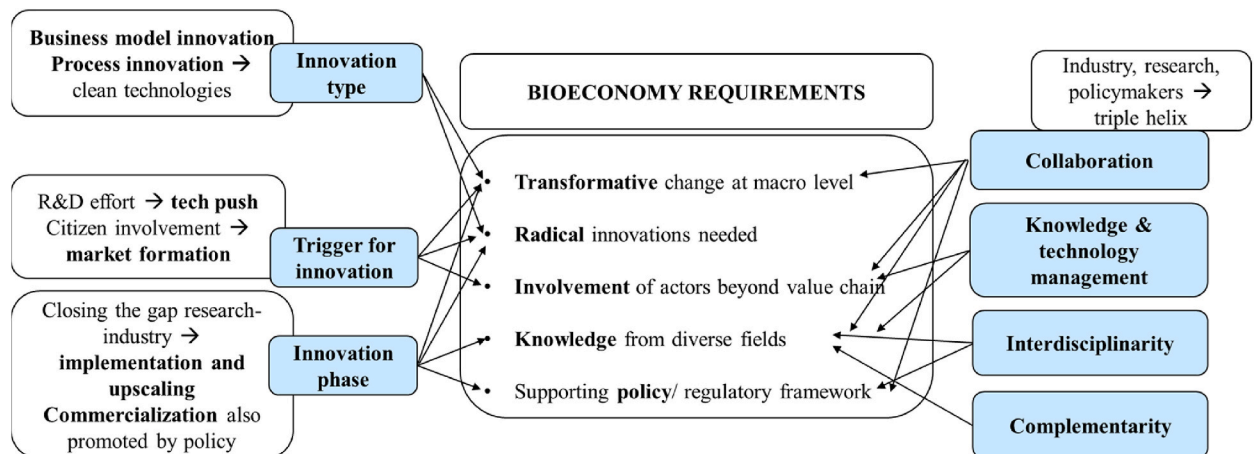 Business model innovation
Process innovation →
clean technologies
Innovation
type
R&D effort → tech push
Citizen involvement →
market formation
Trigger for
innovation
Closing the gap research-
industry →
implementation and
upscaling
Commercialization also
promoted by policy
Innovation
phase
BIOECONOMY REQUIREMENTS
• Transformative change at macro level
• Radical innovations needed
• Involvement of actors beyond value chain
• Knowledge from diverse fields
• Supporting policy/ regulatory framework
Industry, research,
policymakers →
triple helix
Collaboration
Knowledge &
technology
management
Interdisciplinarity
Complementarity